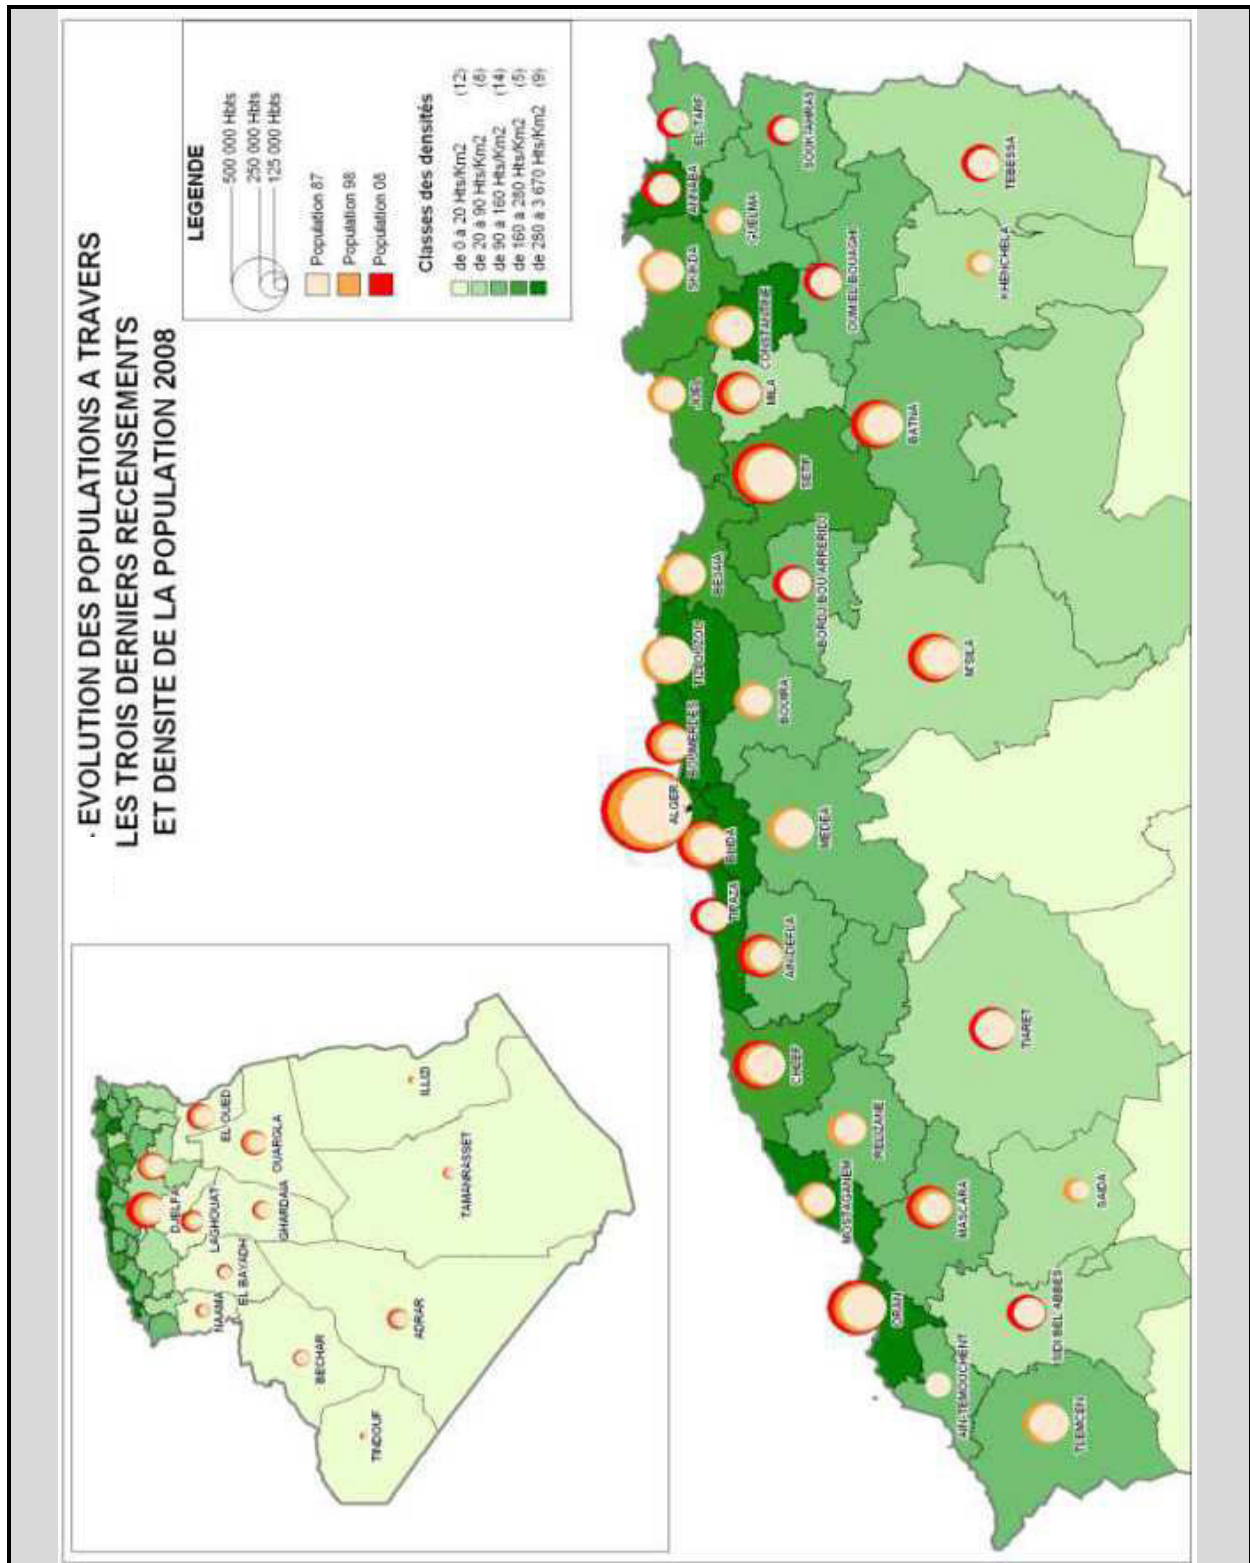 EVOLUTION DES POPULATIONS A TRAVERS
LES TROIS DERNIERS RECENSEMENTS
ET DENSITE DE LA POPULATION 2008
LEGENDE
500 000 Hbts
250 000 Hbts
125 000 Hbts
Population 87
Population 98
Population 08
Classes des densités
de 0 à 20 Hts/Km2 (12)
de 20 à 90 Hts/Km2 (8)
de 90 à 160 Hts/Km2 (14)
de 160 à 280 Hts/Km2 (5)
de 280 à 3 670 Hts/Km2 (9)
DJELFA
EL OUED
LAGHOUAT
OUARGLA
NAAMA
EL BAYADH
GHARDAIA
BECHAR
ADRAR
ILLIZI
TINDOUF
TAMANRASSET
ALGER
BOUMERDES
BEJAIA
JIJEL
SKIKDA
ANNABA
EL TARF
TIPAZA
BLIDA
CONSTANTINE
GUELMA
SOUK AHRAS
CHLEF
AIN-DEFLA
MEDEA
BOUIRA
SETIF
MILA
ABORDJ BOU ARRERIDJ
OUM EL BOUAGHI
MOSTAGANEM
RELIZANE
ORAN
MASCARA
BATNA
M'SILA
KHENCHELA
TEBESSA
AIN-TEMOUCHENT
SIDI BEL ABBES
TIARET
TLEMCEN
SAIDA